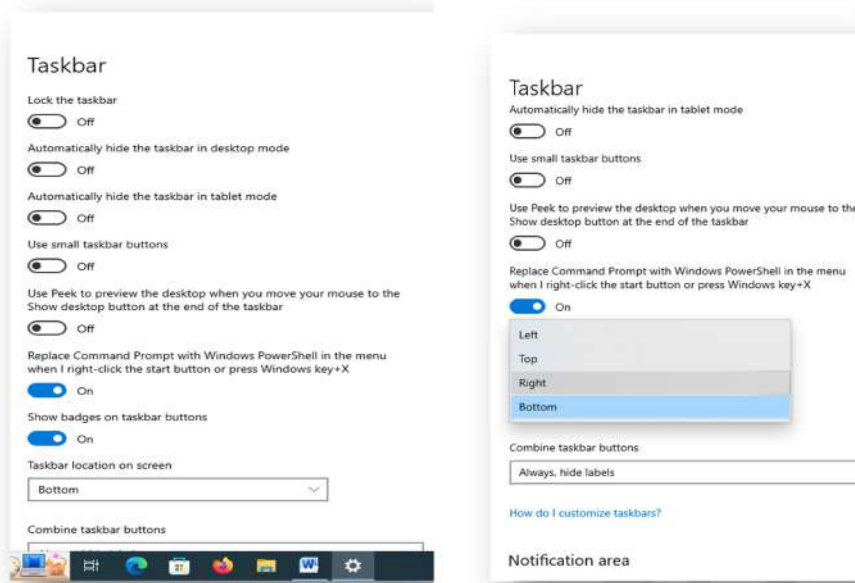 Taskbar
Lock the taskbar
Off
Automatically hide the taskbar in desktop mode
Off
Automatically hide the taskbar in tablet mode
Off
Use small taskbar buttons
Off
Use Peek to preview the desktop when you move your mouse to the
Show desktop button at the end of the taskbar
Off
Replace Command Prompt with Windows PowerShell in the menu
when I right-click the start button or press Windows key+X
On
Show badges on taskbar buttons
On
Taskbar location on screen
Bottom
Combine taskbar buttons
W
Taskbar
Automatically hide the taskbar in tablet mode
Off
Use small taskbar buttons
Off
Use Peek to preview the desktop when you move your mouse to the
Show desktop button at the end of the taskbar
Off
Replace Command Prompt with Windows PowerShell in the menu
when I right-click the start button or press Windows key+X
On
Left
Top
Right
Bottom
Combine taskbar buttons
Always, hide labels
How do I customize taskbars?
Notification area